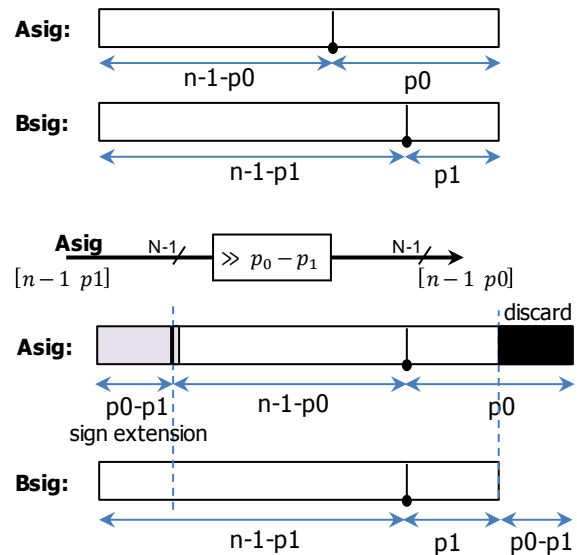 Asig:
n-1-p0 p0
Bsig:
n-1-p1 p1
Asig N-1 ≫ p₀ − p₁ N-1
[n − 1 p1] [n − 1 p0]
discard
Asig:
p0-p1 n-1-p0 p0
sign extension
Bsig:
n-1-p1 p1 p0-p1